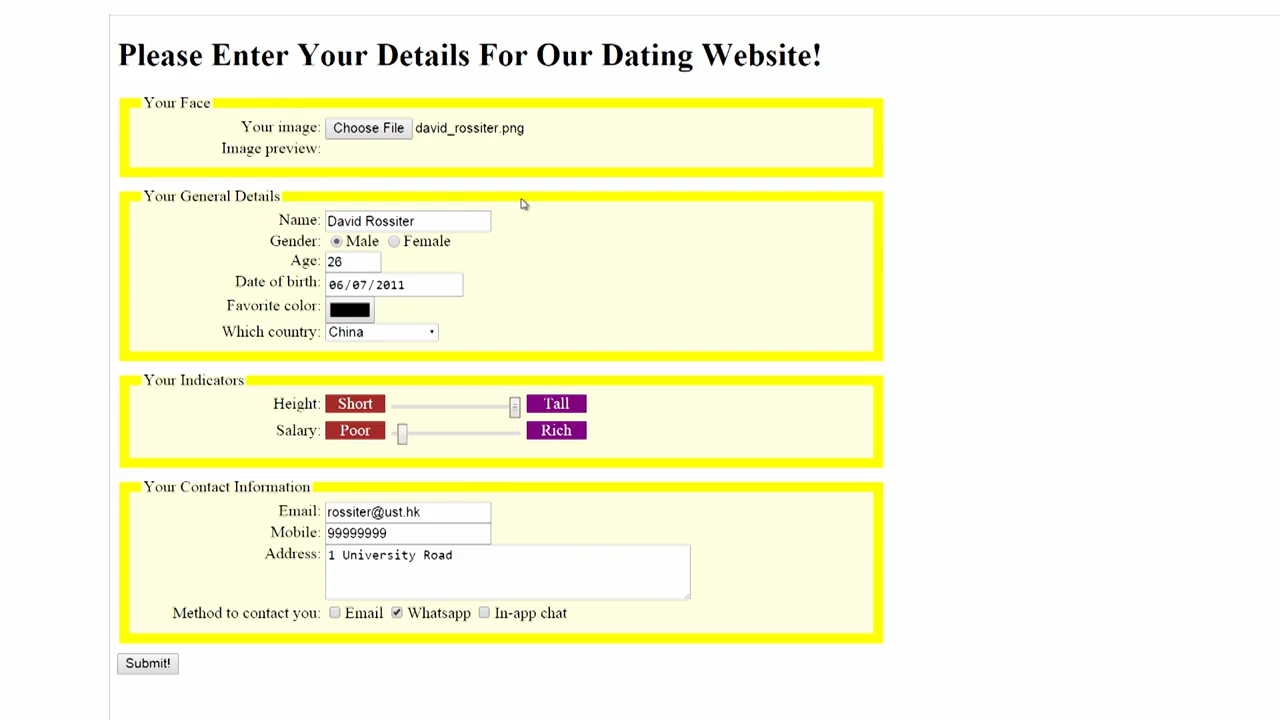 Please Enter Your Details For Our Dating Website!
Your Face
Your image: Choose File david_rossiter.png
Image preview:
Your General Details
Name: David Rossiter
Gender: Male Female
Age: 26
Date of birth: 06/07/2011
Favorite color:
Which country: China
Your Indicators
Height: Short Tall
Salary: Poor Rich
Your Contact Information
Email: rossiter@ust.hk
Mobile: 99999999
Address: 1 University Road
Method to contact you: Email Whatsapp In-app chat
Submit!